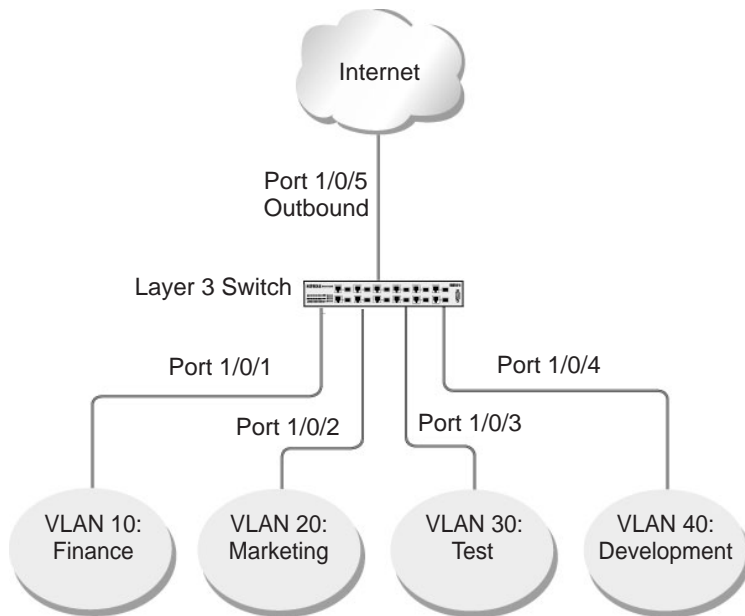 Internet
Port 1/0/5
Outbound
Layer 3 Switch
Port 1/0/1
Port 1/0/4
Port 1/0/2
Port 1/0/3
VLAN 10:
Finance
VLAN 20:
Marketing
VLAN 30:
Test
VLAN 40:
Development